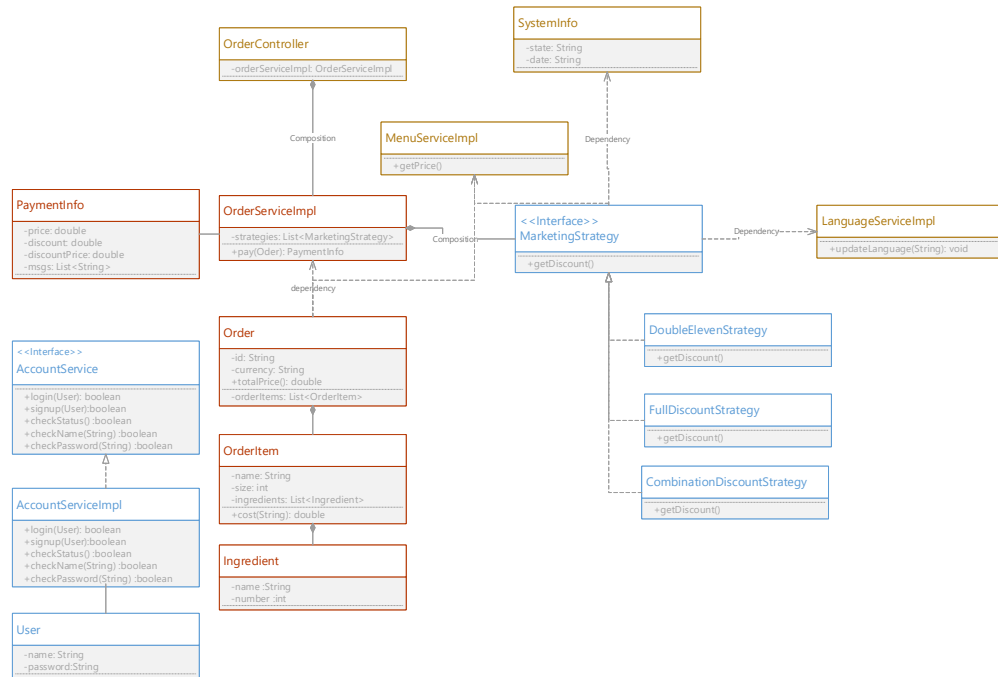 SystemInfo
-state: String
-date: String
OrderController
-orderServiceImpl: OrderServiceImpl
Composition
MenuServiceImpl
+getPrice()
Dependency
PaymentInfo
-price: double
-discount: double
-discountPrice: double
-msgs: List<String>
OrderServiceImpl
-strategies: List<MarketingStrategy>
+pay(Oder): PaymentInfo
Composition
<<Interface>>
MarketingStrategy
+getDiscount()
Dependency
LanguageServiceImpl
+updateLanguage(String): void
dependency
Order
-id: String
-currency: String
+totalPrice(): double
-orderItems: List<OrderItem>
DoubleElevenStrategy
+getDiscount()
<<Interface>>
AccountService
+login(User): boolean
+signup(User):boolean
+checkStatus() :boolean
+checkName(String) :boolean
+checkPassword(String) :boolean
FullDiscountStrategy
+getDiscount()
OrderItem
-name: String
-size: int
-ingredients: List<Ingredient>
+cost(String): double
CombinationDiscountStrategy
+getDiscount()
AccountServiceImpl
+login(User): boolean
+signup(User):boolean
+checkStatus() :boolean
+checkName(String) :boolean
+checkPassword(String) :boolean
Ingredient
-name :String
-number :int
User
-name: String
-password:String